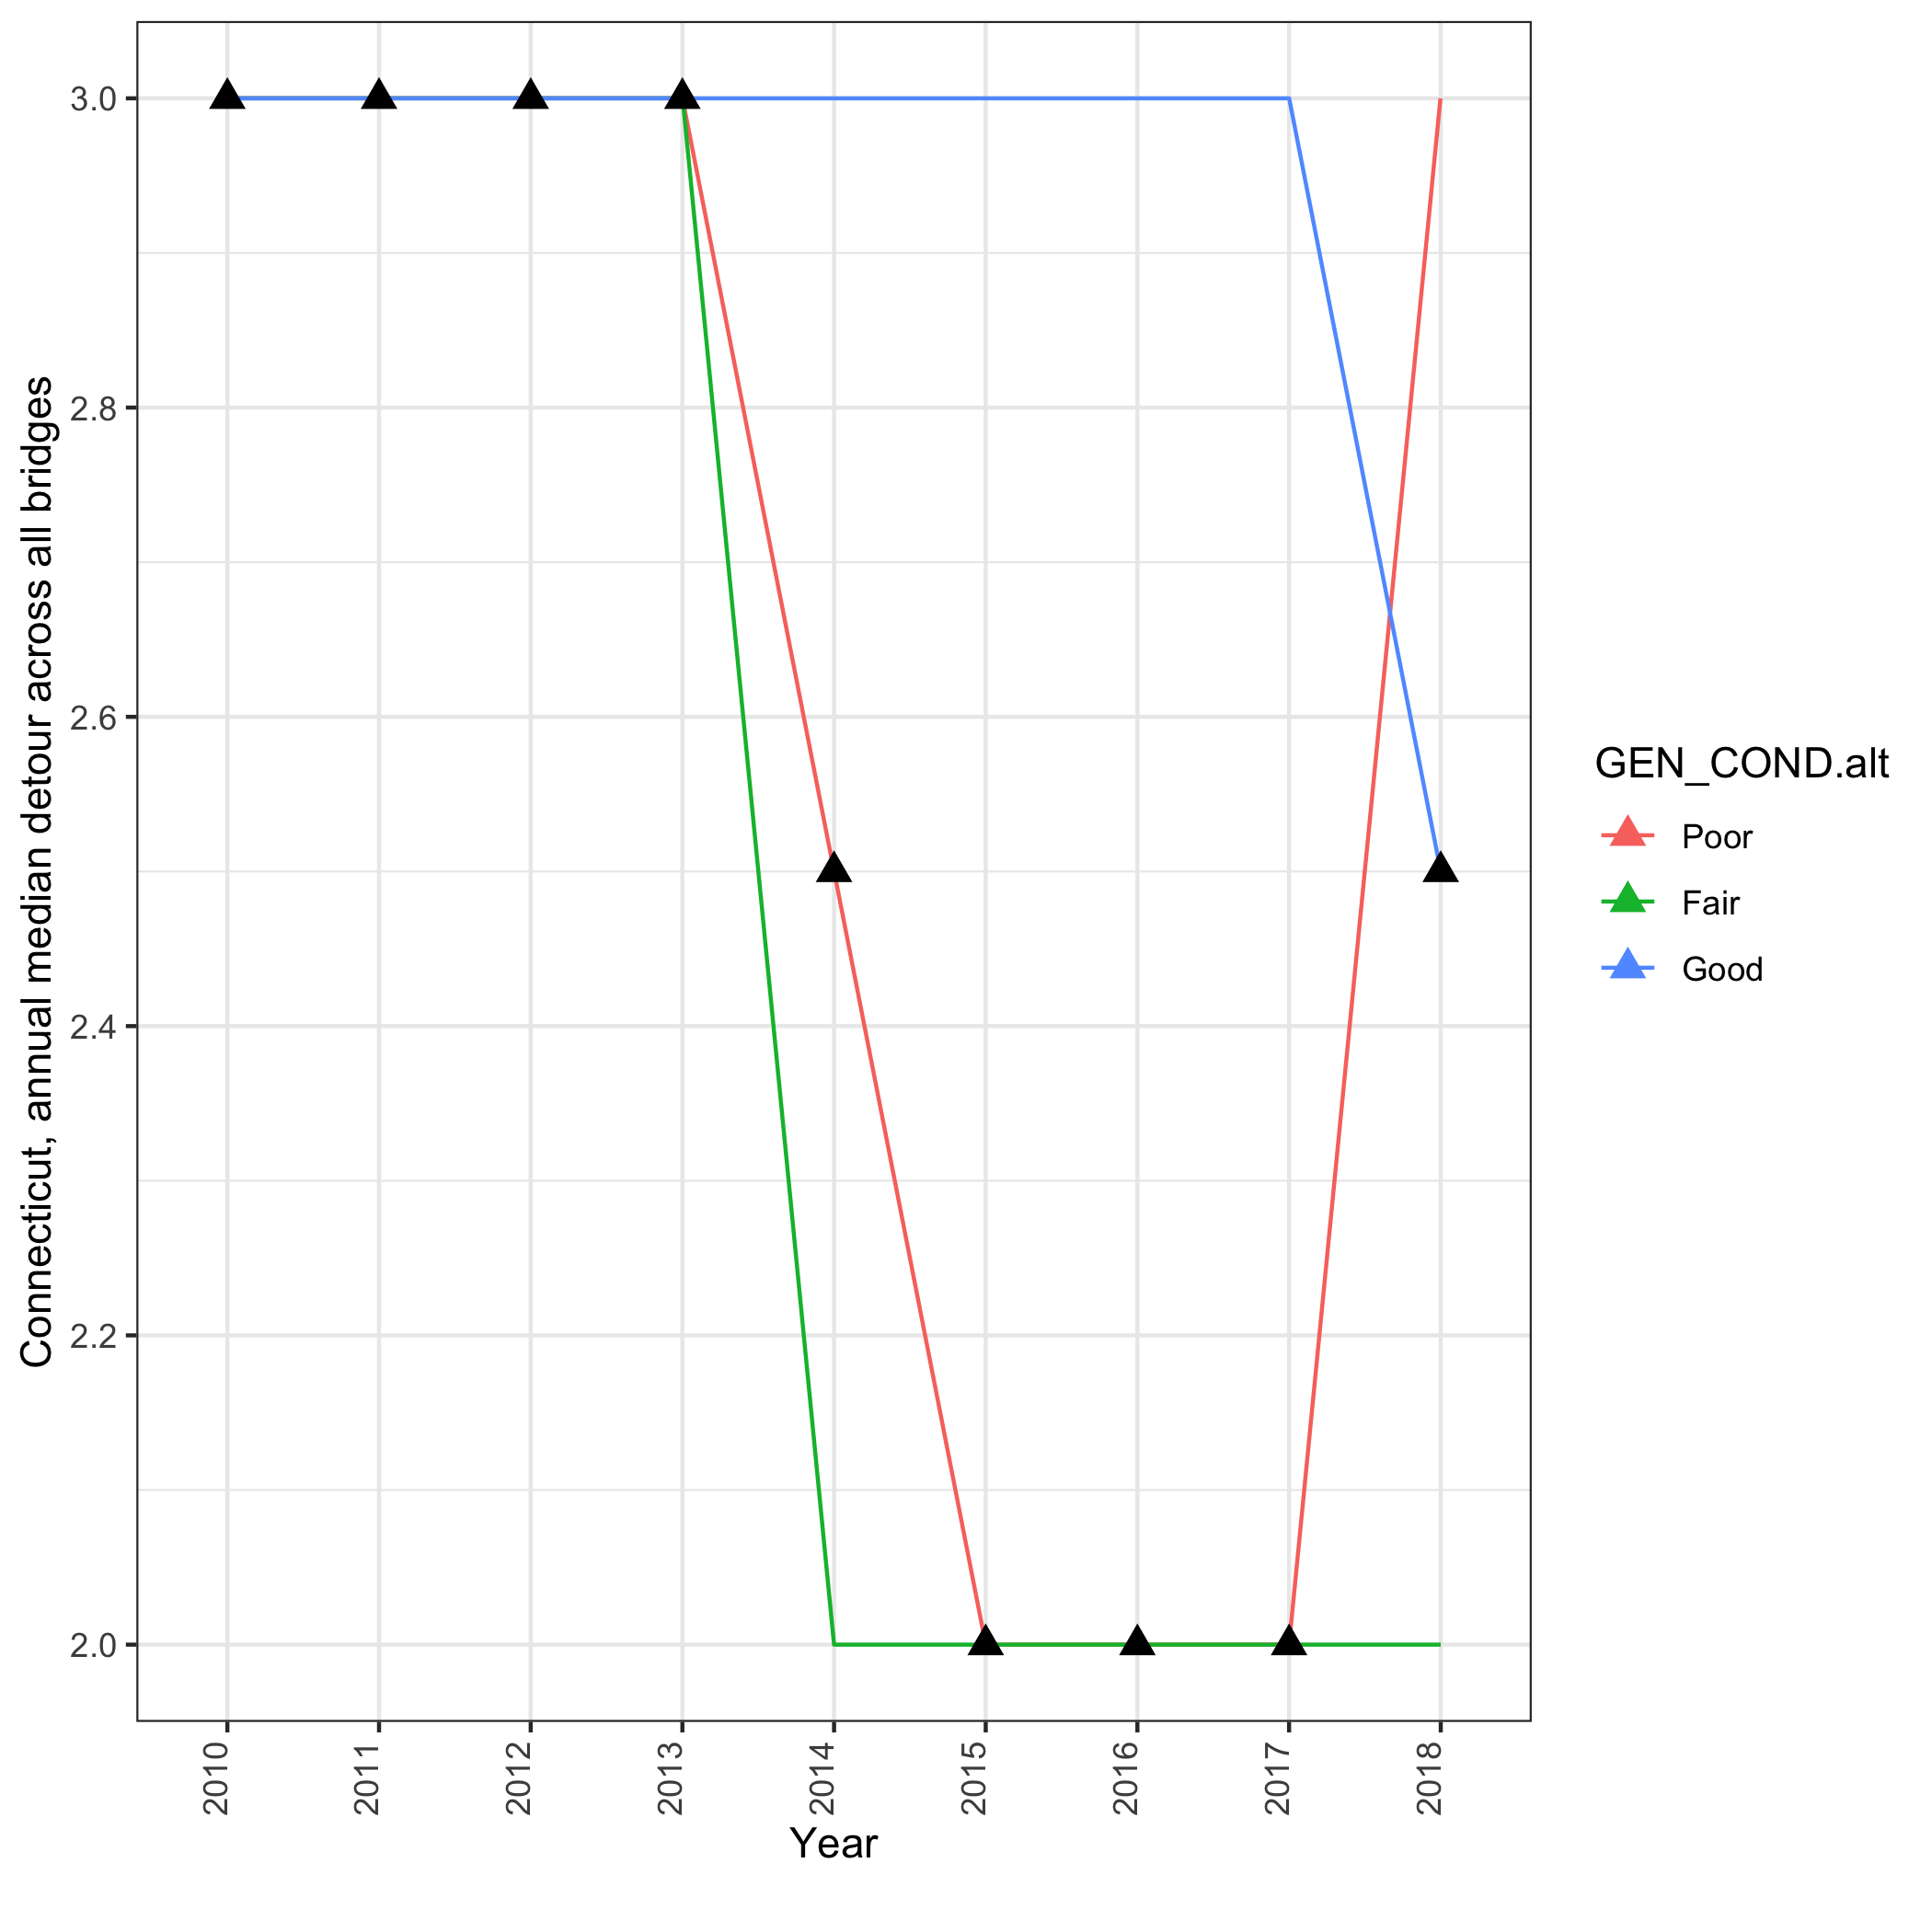 Connecticut, annual median detour across all bridges
3.0
2.8
2.6
2.4
2.2
2.0
2010
2011
2012
2013
2014
2015
2016
2017
2018
Year
GEN_COND.alt
Poor
Fair
Good